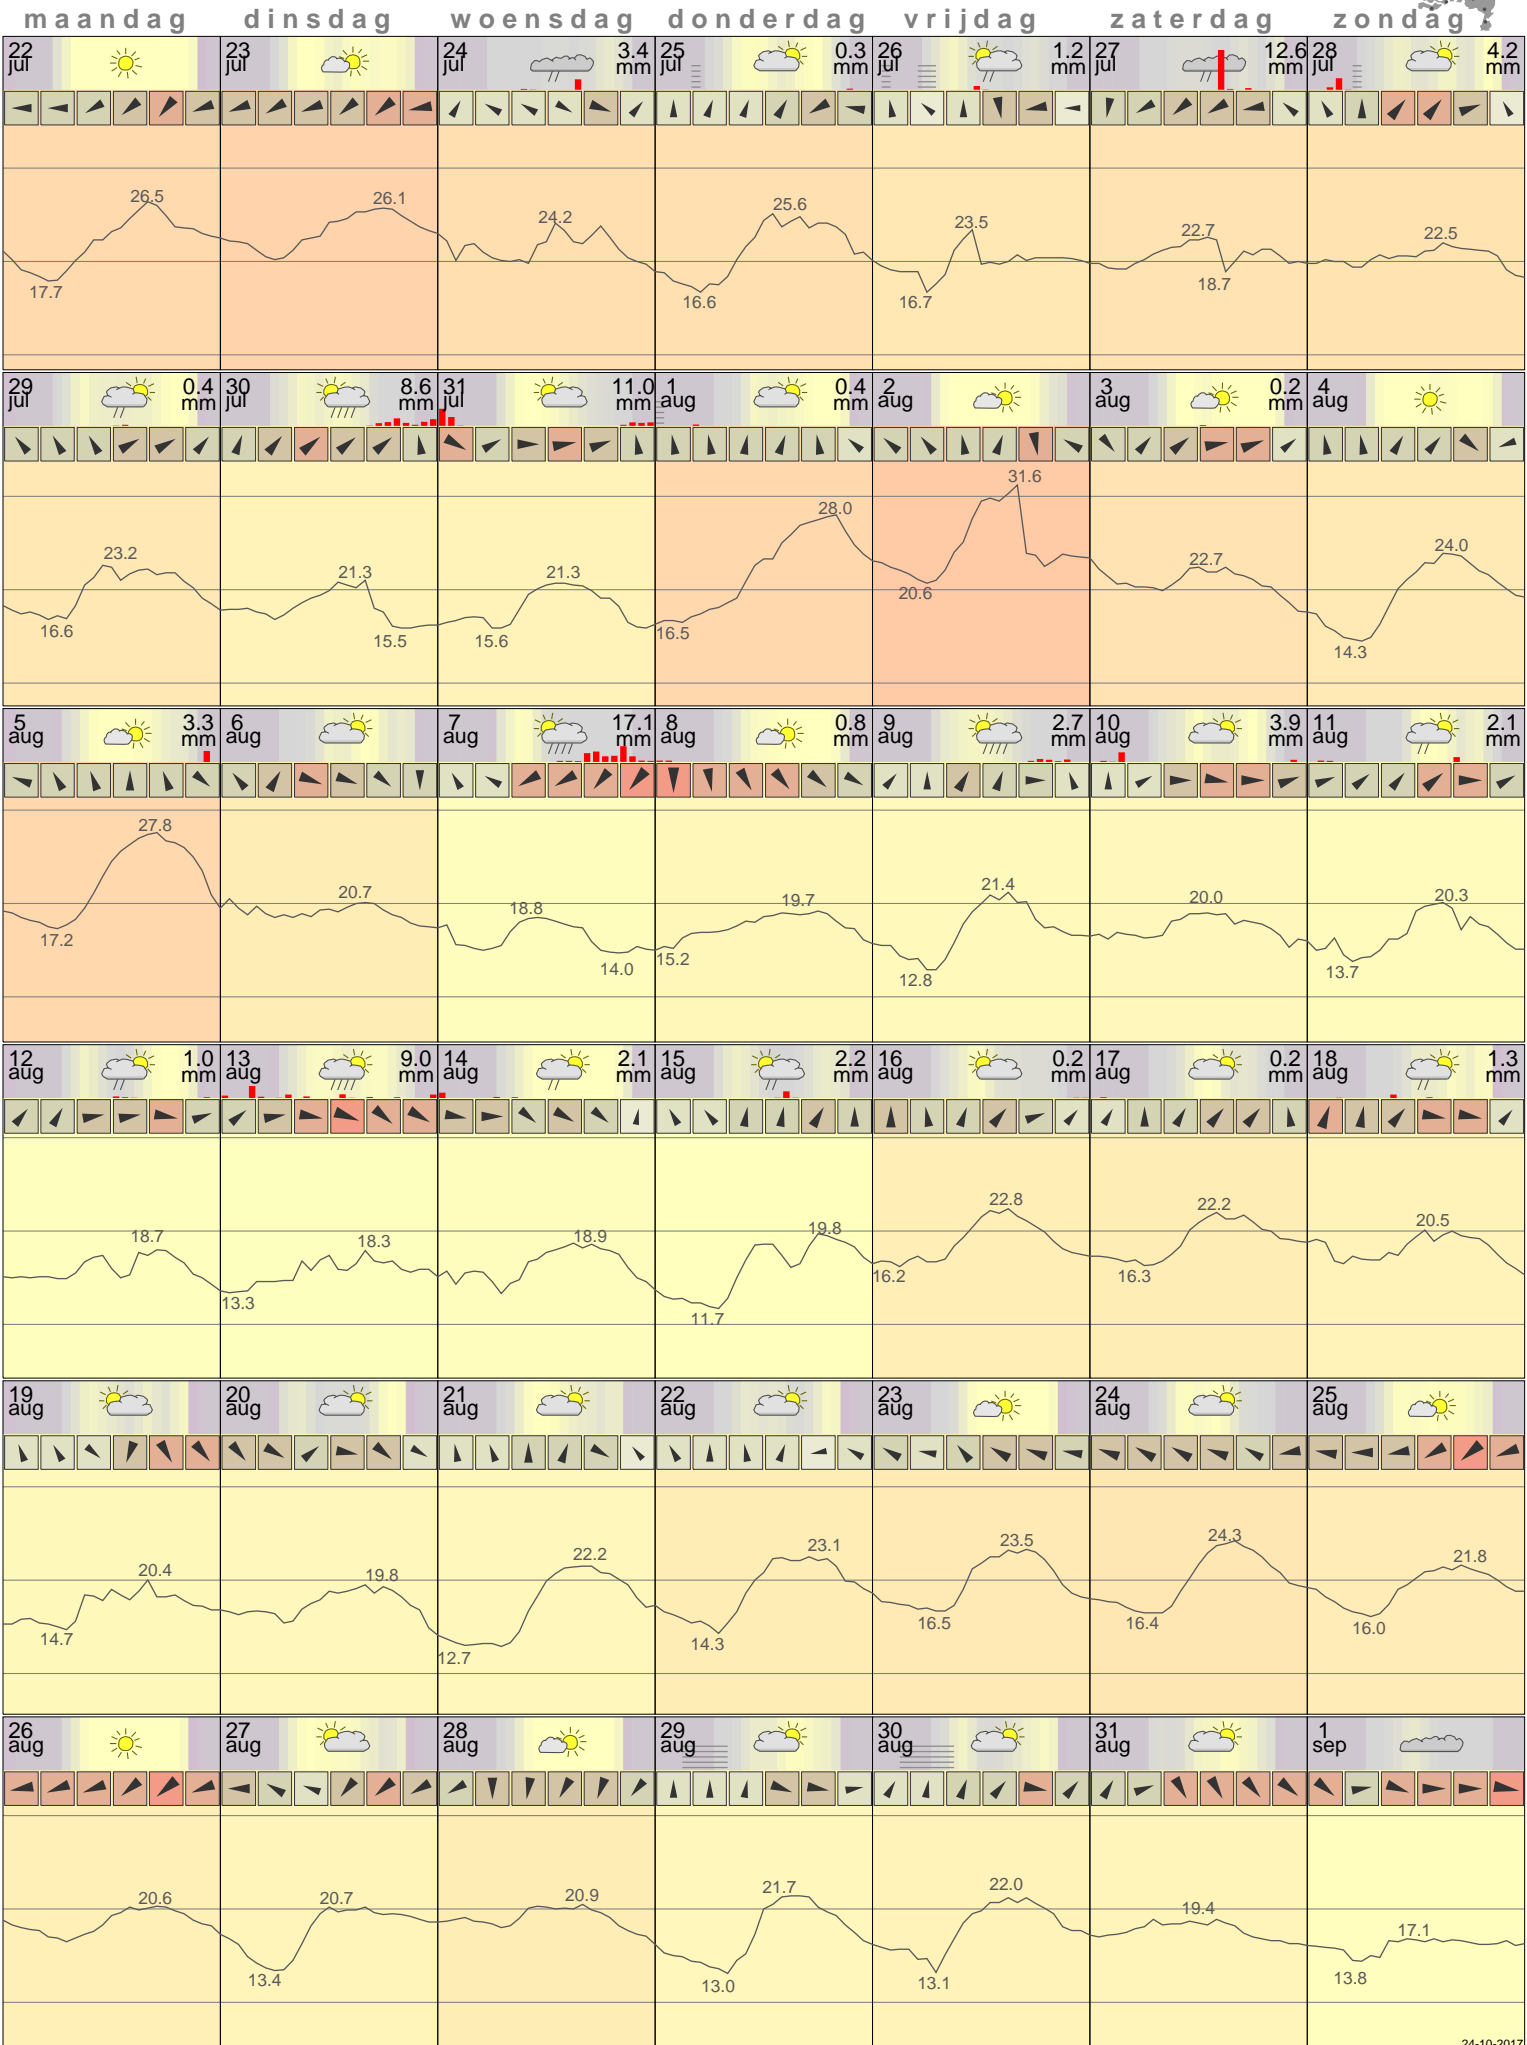 maandag dinsdag woensdag donderdag vrijdag zaterdag zondag
22 23 24 3.4 25 0.3 26 1.2 27 12.6 28 4.2
jul jul jul mm jul mm jul mm jul mm jul mm
26.5 26.1 24.2 25.6 23.5 22.7 22.5
17.7 16.6 16.7 18.7
29 0.4 30 8.6 31 11.0 1 0.4 2 3 0.2 4
jul mm jul mm jul mm aug mm aug aug mm aug
23.2 21.3 21.3 28.0 31.6 22.7 24.0
16.6 15.5 15.6 16.5 20.6 14.3
5 3.3 6 7 17.1 8 0.8 9 2.7 10 3.9 11 2.1
aug mm aug aug mm aug mm aug mm aug mm aug mm
27.8 20.7 18.8 19.7 21.4 20.0 20.3
17.2 14.0 15.2 12.8 13.7
12 1.0 13 9.0 14 2.1 15 2.2 16 0.2 17 0.2 18 1.3
aug mm aug mm aug mm aug mm aug mm aug mm aug mm
18.7 18.3 18.9 19.8 22.8 22.2 20.5
13.3 11.7 16.2 16.3
19 20 21 22 23 24 25
aug aug aug aug aug aug aug
20.4 19.8 22.2 23.1 23.5 24.3 21.8
14.7 12.7 14.3 16.5 16.4 16.0
26 27 28 29 30 31 1
aug aug aug aug aug aug sep
20.6 20.7 20.9 21.7 22.0 19.4 17.1
13.4 13.0 13.1 13.8
24-10-2017